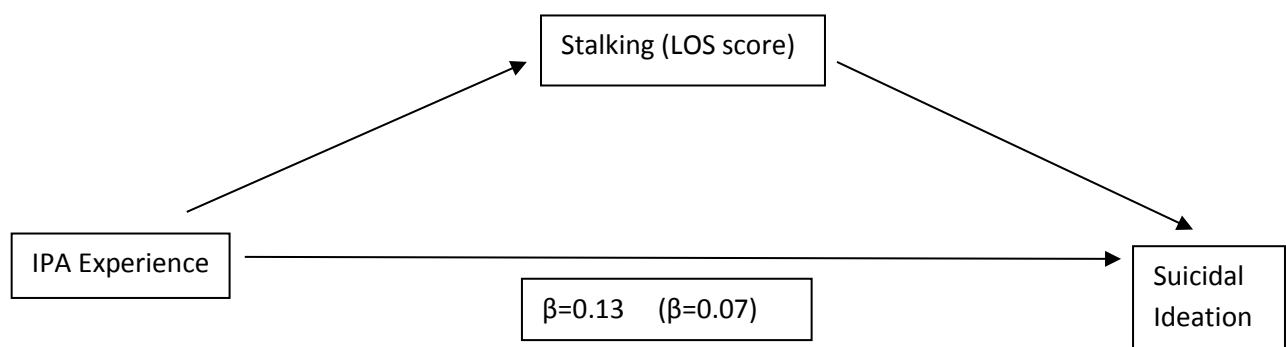 Stalking (LOS score)
IPA Experience
β=0.13 (β=0.07)
Suicidal
Ideation